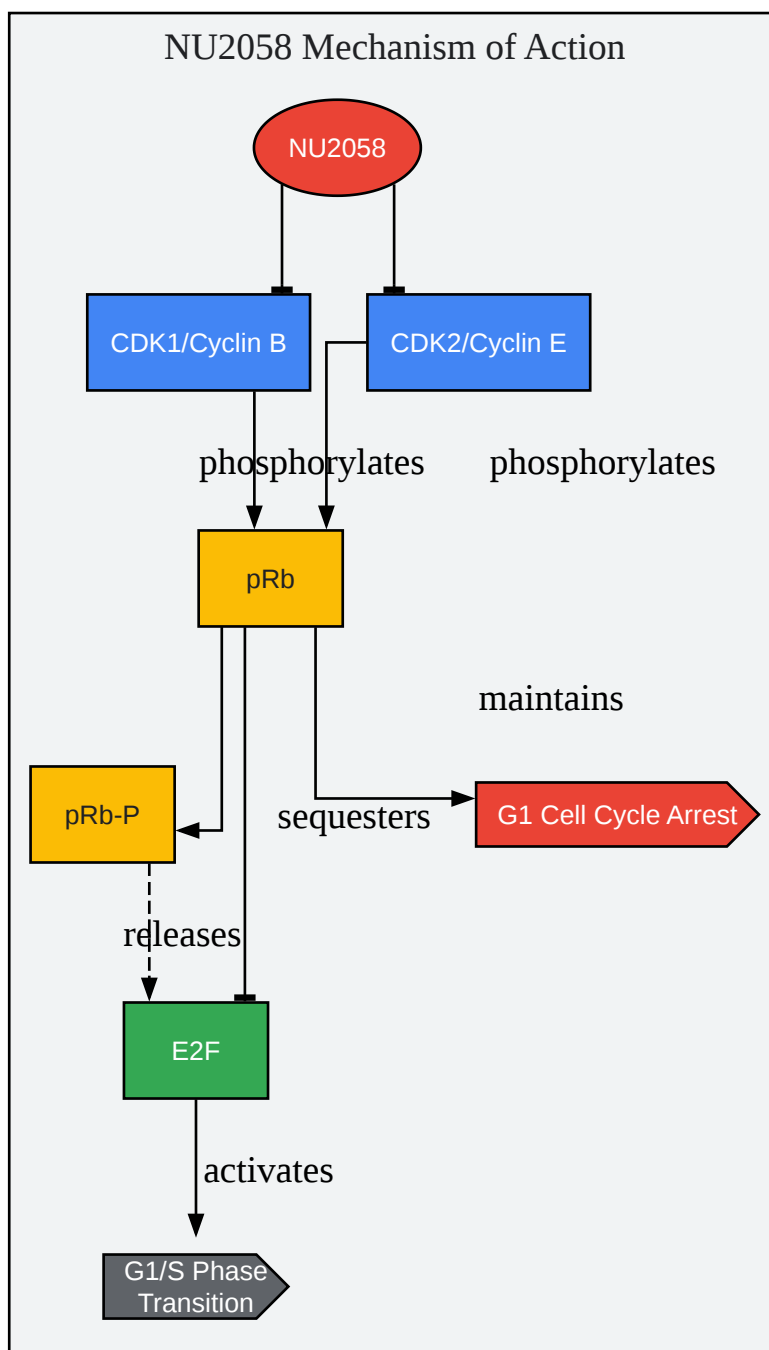 NU2058 Mechanism of Action
NU2058
CDK1/Cyclin B
CDK2/Cyclin E
phosphorylates
phosphorylates
pRb
maintains
pRb-P
sequesters
G1 Cell Cycle Arrest
releases
E2F
activates
G1/S Phase
Transition